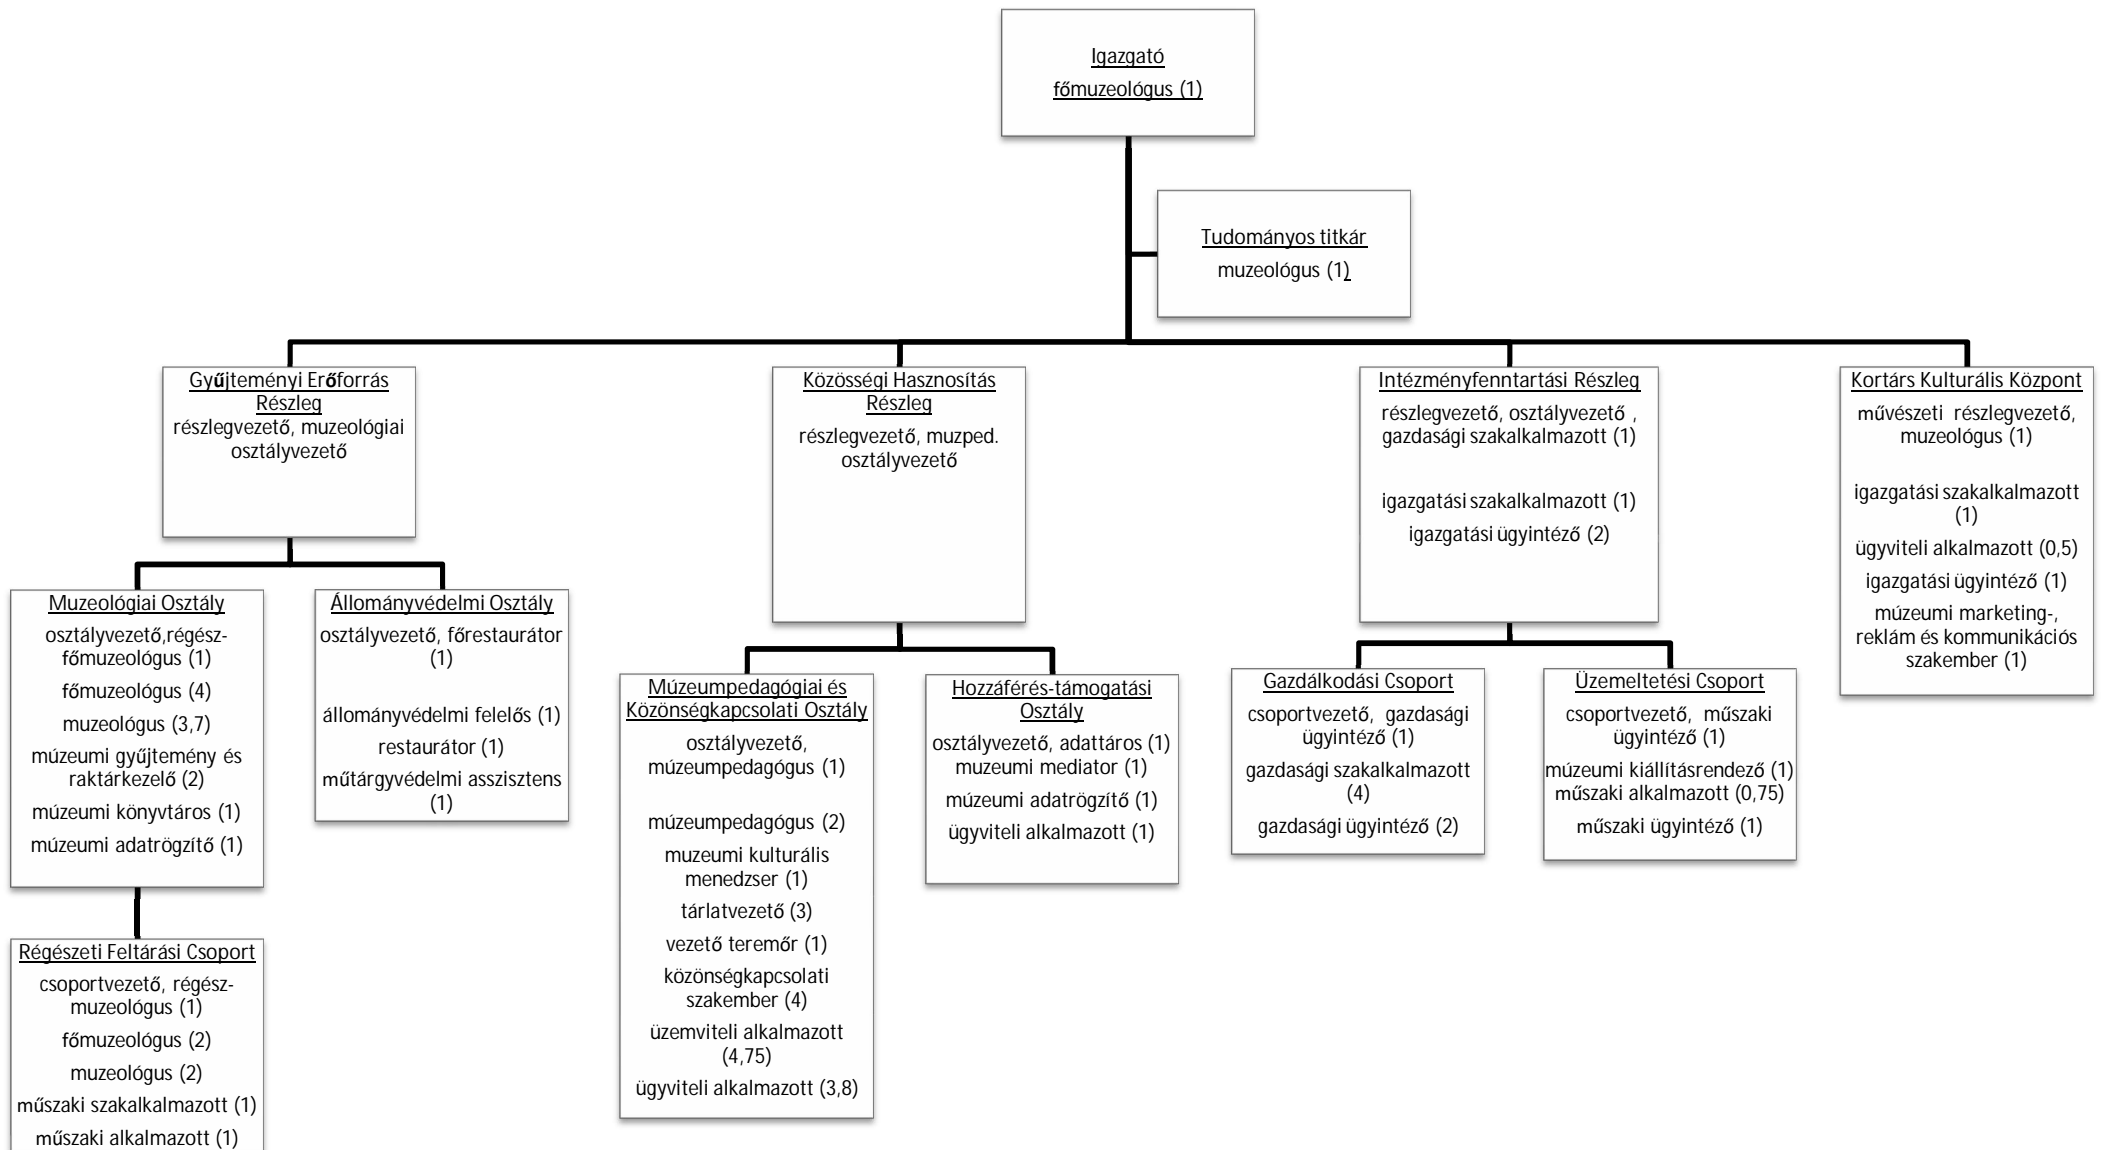 Igazgató
főmuzeológus (1)
Tudományos titkár
muzeológus (1)
Gyűjteményi Erőforrás
Részleg
részlegvezető, muzeológiai
osztályvezető
Közösségi Hasznosítás
Részleg
részlegvezető, muzped.
osztályvezető
Intézményfenntartási Részleg
részlegvezető, osztályvezető ,
gazdasági szakalkalmazott (1)
igazgatási szakalkalmazott (1)
igazgatási ügyintéző (2)
Kortárs Kulturális Központ
művészeti részlegvezető,
muzeológus (1)
igazgatási szakalkalmazott
(1)
ügyviteli alkalmazott (0,5)
igazgatási ügyintéző (1)
múzeumi marketing-,
reklám és kommunikációs
szakember (1)
Muzeológiai Osztály
osztályvezető,régész-
főmuzeológus (1)
főmuzeológus (4)
muzeológus (3,7)
múzeumi gyűjtemény és
raktárkezelő (2)
múzeumi könyvtáros (1)
múzeumi adatrögzítő (1)
Állományvédelmi Osztály
osztályvezető, főrestaurátor
(1)
állományvédelmi felelős (1)
restaurátor (1)
műtárgyvédelmi asszisztens
(1)
Múzeumpedagógiai és
Közönségkapcsolati Osztály
osztályvezető,
múzeumpedagógus (1)
múzeumpedagógus (2)
muzeumi kulturális
menedzser (1)
tárlatvezető (3)
vezető teremőr (1)
közönségkapcsolati
szakember (4)
üzemviteli alkalmazott
(4,75)
ügyviteli alkalmazott (3,8)
Hozzáférés-támogatási
Osztály
osztályvezető, adattáros (1)
muzeumi mediator (1)
múzeumi adatrögzítő (1)
ügyviteli alkalmazott (1)
Gazdálkodási Csoport
csoportvezető, gazdasági
ügyintéző (1)
gazdasági szakalkalmazott
(4)
gazdasági ügyintéző (2)
Üzemeltetési Csoport
csoportvezető, műszaki
ügyintéző (1)
múzeumi kiállításrendező (1)
műszaki alkalmazott (0,75)
műszaki ügyintéző (1)
Régészeti Feltárási Csoport
csoportvezető, régész-
muzeológus (1)
főmuzeológus (2)
muzeológus (2)
műszaki szakalkalmazott (1)
műszaki alkalmazott (1)